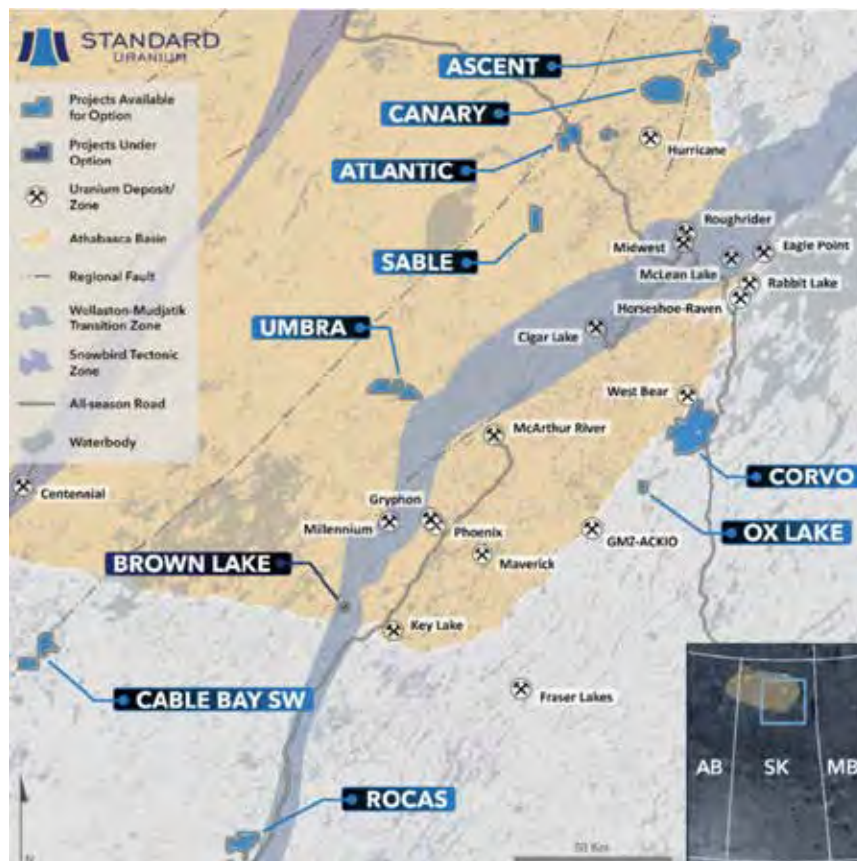 STANDARD
URANIUM
Projects Available
for Option
Projects Under
Option
Uranium Deposit/
Zone
Athabasca Basin
Regional Fault
Wollaston-Mudjatik
Transition Zone
Snowbird Tectonic
Zone
All-season Road
Waterbody
ASCENT
CANARY
Hurricane
ATLANTIC
Roughrider
SABLE
Midwest
Eagle Point
McLean Lake
Rabbit Lake
Horseshoe-Raven
UMBRA
Cigar Lake
West Bear
McArthur River
CORVO
Centennial
Gryphon
Millennium
Phoenix
OX LAKE
GMZ-ACKIO
Maverick
BROWN LAKE
Key Lake
Fraser Lakes
CABLE BAY SW
AB
SK
MB
ROCAS
N
50 Km